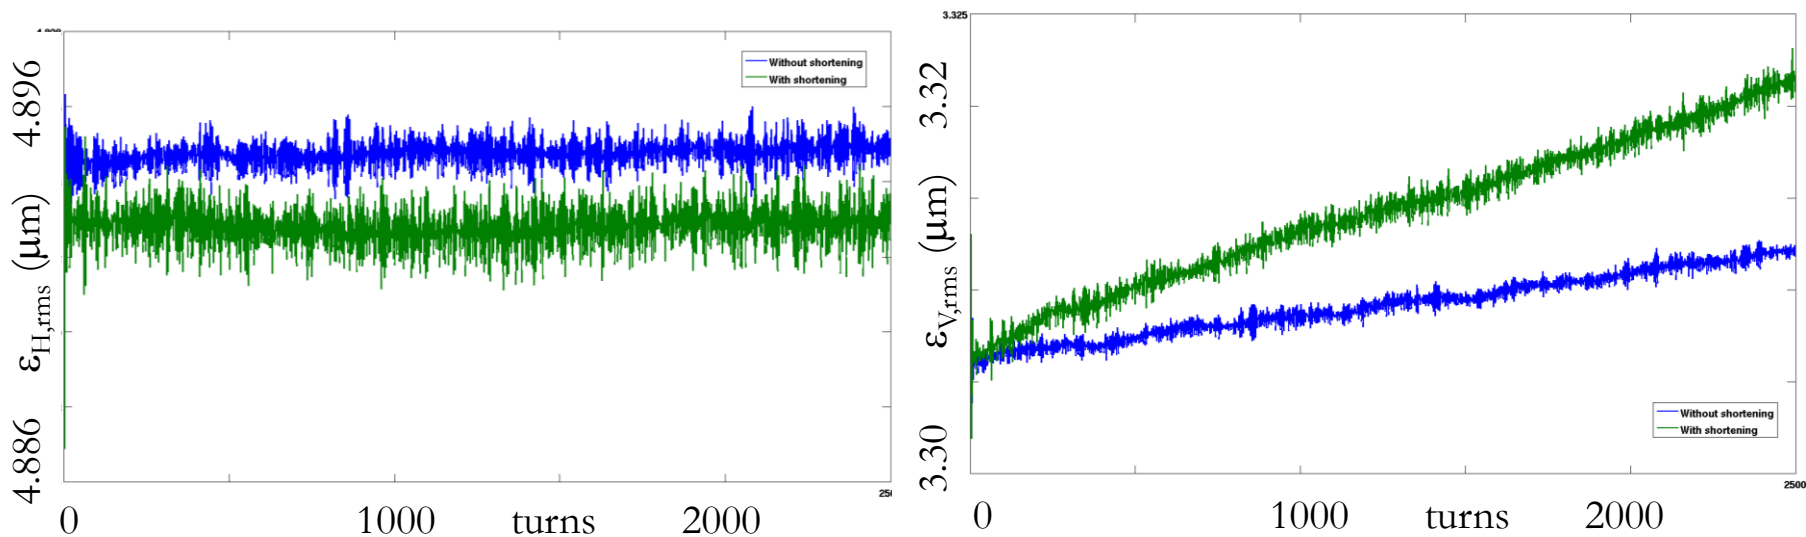 4.896
ε_H,rms (μm)
4.886
Without shortening
With shortening
0 1000 turns 2000
3.325
3.32
ε_V,rms (μm)
3.30
Without shortening
With shortening
2500
0 1000 turns 2000